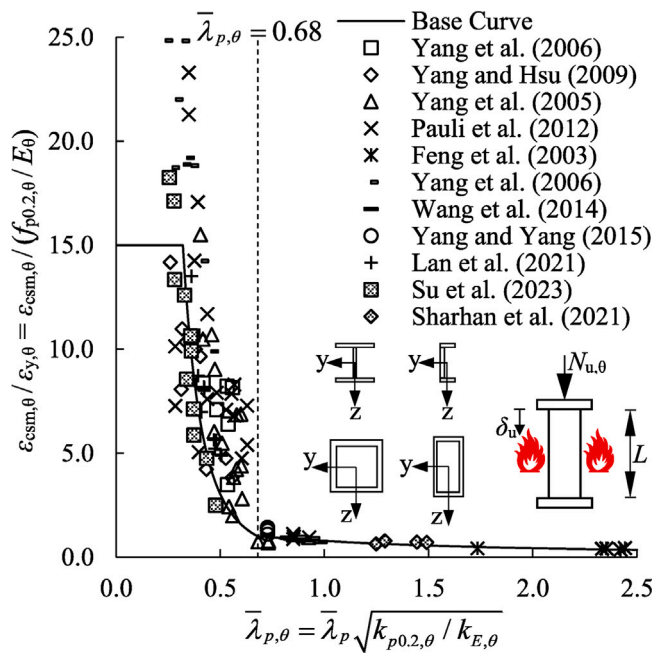 λ̅p,θ = 0.68
Base Curve
Yang et al. (2006)
Yang and Hsu (2009)
Yang et al. (2005)
Pauli et al. (2012)
Feng et al. (2003)
Yang et al. (2006)
Wang et al. (2014)
Yang and Yang (2015)
Lan et al. (2021)
Su et al. (2023)
Sharhan et al. (2021)
25.0
20.0
15.0
10.0
5.0
0.0
εcsm,θ / εy,θ = εcsm,θ / (fp0.2,θ / Eθ)
y
z
y
z
y
z
y
z
Nu,θ
δu
L
0.0 0.5 1.0 1.5 2.0 2.5
λ̅p,θ = λ̅p √kp0.2,θ / kE,θ